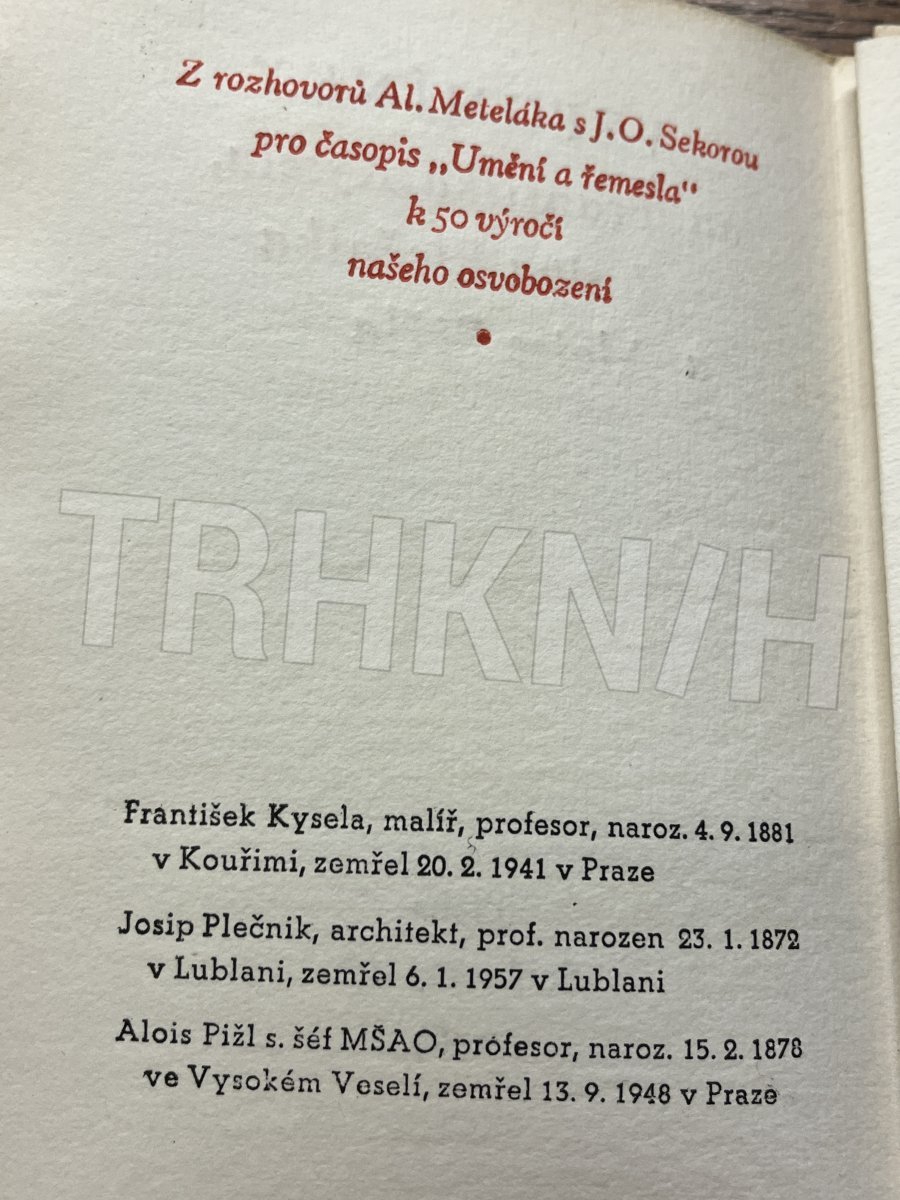 Z rozhovorů Al. Meteláka s J. O. Sekorou
pro časopis „Umění a řemesla“
k 50 výročí
našeho osvobození
•
TRHKN/H
František Kysela, malíř, profesor, naroz. 4. 9. 1881
v Kouřimi, zemřel 20. 2. 1941 v Praze
Josip Plečnik, architekt, prof. narozen 23. 1. 1872
v Lublani, zemřel 6. 1. 1957 v Lublani
Alois Pižl s. šéf MŠAO, profesor, naroz. 15. 2. 1878
ve Vysokém Veselí, zemřel 13. 9. 1948 v Praze